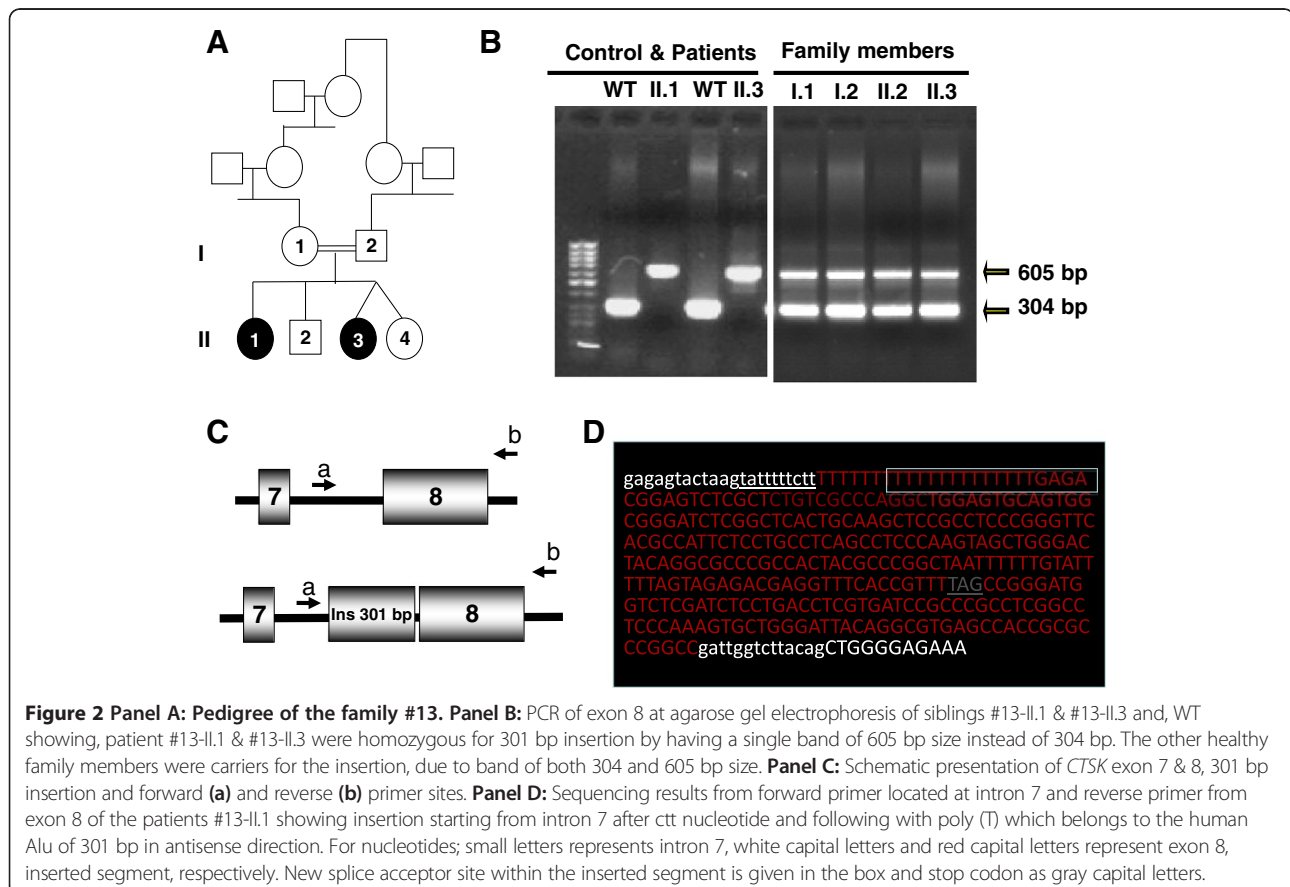 A
1
2
I
1
2
3
4
II
B
Control & Patients
Family members
WT II.1 WT II.3
I.1 I.2 II.2 II.3
605 bp
304 bp
C
a
b
7
8
a
b
7
Ins 301 bp
8
D
gagagtactaagtatttttcttTTTTTTTTTTTTTTTTTTTTGAGA
CGGAGTCTCGCTCTGTCGCCCAGGCTGGAGTGCAGTGG
CGGGATCTCGGCTCACTGCAAGCTCCGCCTCCCGGGTTC
ACGCCATTCTCCTGCCTCAGCCTCCCAAGTAGCTGGGAC
TACAGGCGCCCGCCACTACGCCCGGCTAATTTTTTGTATT
TTTAGTAGAGACGAGGTTTCACCGTTTTAGCCGGGATG
GTCTCGATCTCCTGACCTCGTGATCCGCCCGCCTCGGCC
TCCCAAAGTGCTGGGATTACAGGCGTGAGCCACCGCGC
CCGGCCgattggtcttacagCTGGGGAGAAA
Figure 2 Panel A: Pedigree of the family #13. Panel B: PCR of exon 8 at agarose gel electrophoresis of siblings #13-II.1 & #13-II.3 and, WT
showing, patient #13-II.1 & #13-II.3 were homozygous for 301 bp insertion by having a single band of 605 bp size instead of 304 bp. The other healthy
family members were carriers for the insertion, due to band of both 304 and 605 bp size. Panel C: Schematic presentation of CTSK exon 7 & 8, 301 bp
insertion and forward (a) and reverse (b) primer sites. Panel D: Sequencing results from forward primer located at intron 7 and reverse primer from
exon 8 of the patients #13-II.1 showing insertion starting from intron 7 after ctt nucleotide and following with poly (T) which belongs to the human
Alu of 301 bp in antisense direction. For nucleotides; small letters represents intron 7, white capital letters and red capital letters represent exon 8,
inserted segment, respectively. New splice acceptor site within the inserted segment is given in the box and stop codon as gray capital letters.